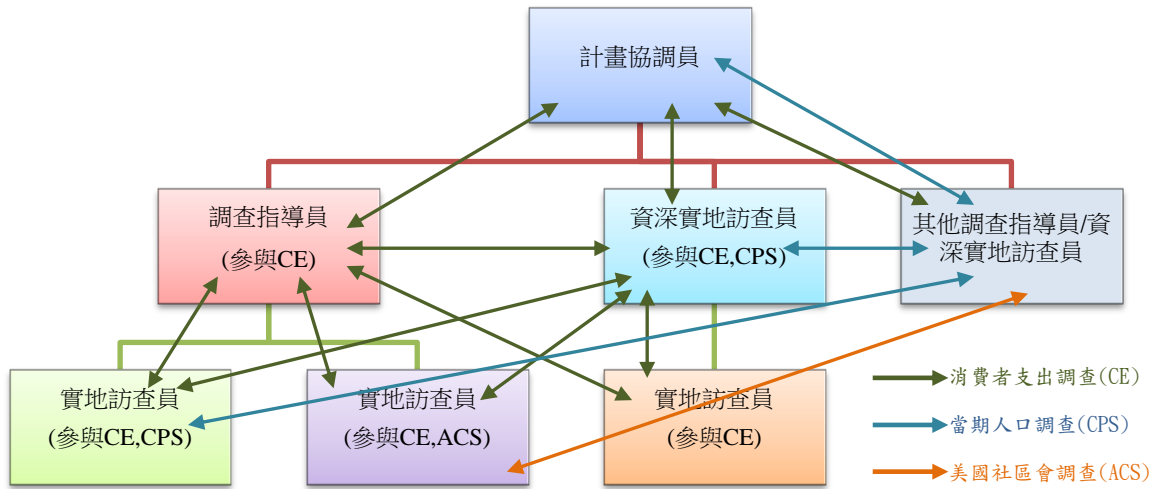 計畫協調員
調查指導員
(參與CE)
資深實地訪查員
(參與CE,CPS)
其他調查指導員/資
深實地訪查員
實地訪查員
(參與CE,CPS)
實地訪查員
(參與CE,ACS)
實地訪查員
(參與CE)
消費者支出調查(CE)
當期人口調查(CPS)
美國社區會調查(ACS)